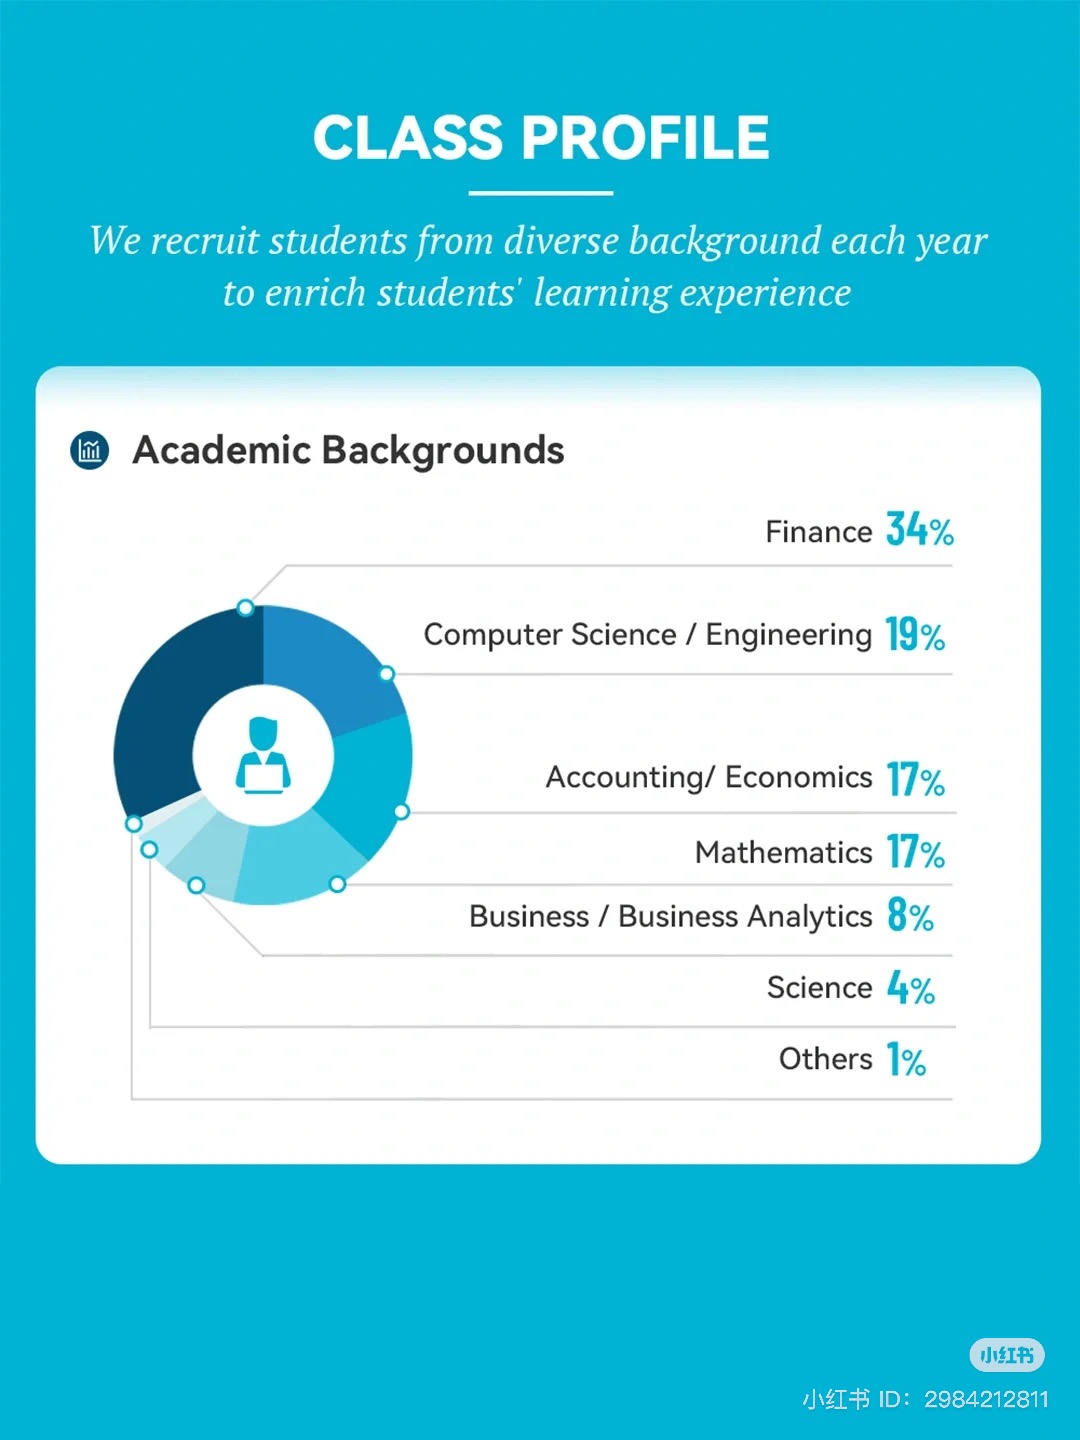 CLASS PROFILE
We recruit students from diverse background each year
to enrich students' learning experience
Academic Backgrounds
Finance 34%
Computer Science / Engineering 19%
Accounting/ Economics 17%
Mathematics 17%
Business / Business Analytics 8%
Science 4%
Others 1%
小红书
小红书 ID：2984212811